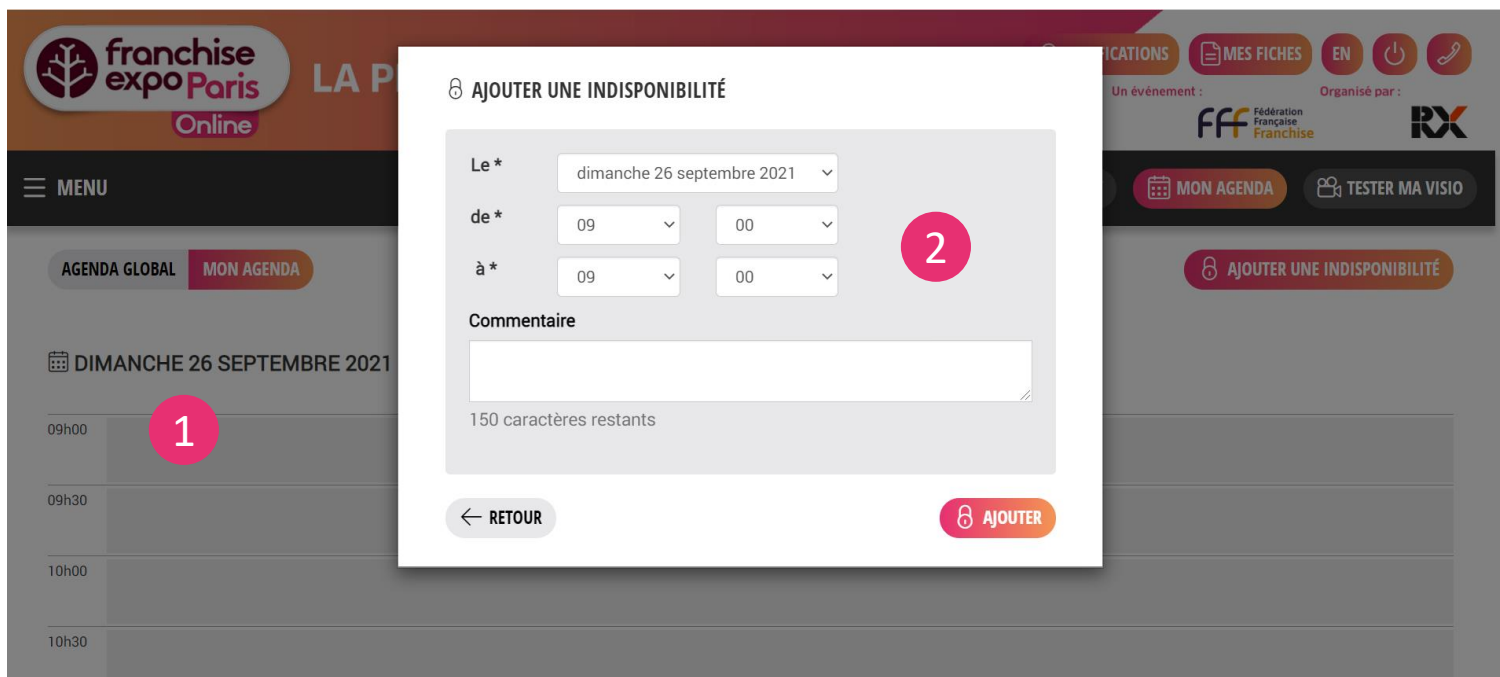 franchise
expo Paris
Online
LA P
ICATIONS
MES FICHES
EN
Un événement :
Organisé par :
FFF Fédération
Française
Franchise
RX
MENU
MON AGENDA
TESTER MA VISIO
AGENDA GLOBAL
MON AGENDA
AJOUTER UNE INDISPONIBILITÉ
DIMANCHE 26 SEPTEMBRE 2021
1
09h00
09h30
10h00
10h30
AJOUTER UNE INDISPONIBILITÉ
Le *
dimanche 26 septembre 2021
de *
09
00
à *
09
00
2
Commentaire
150 caractères restants
RETOUR
AJOUTER